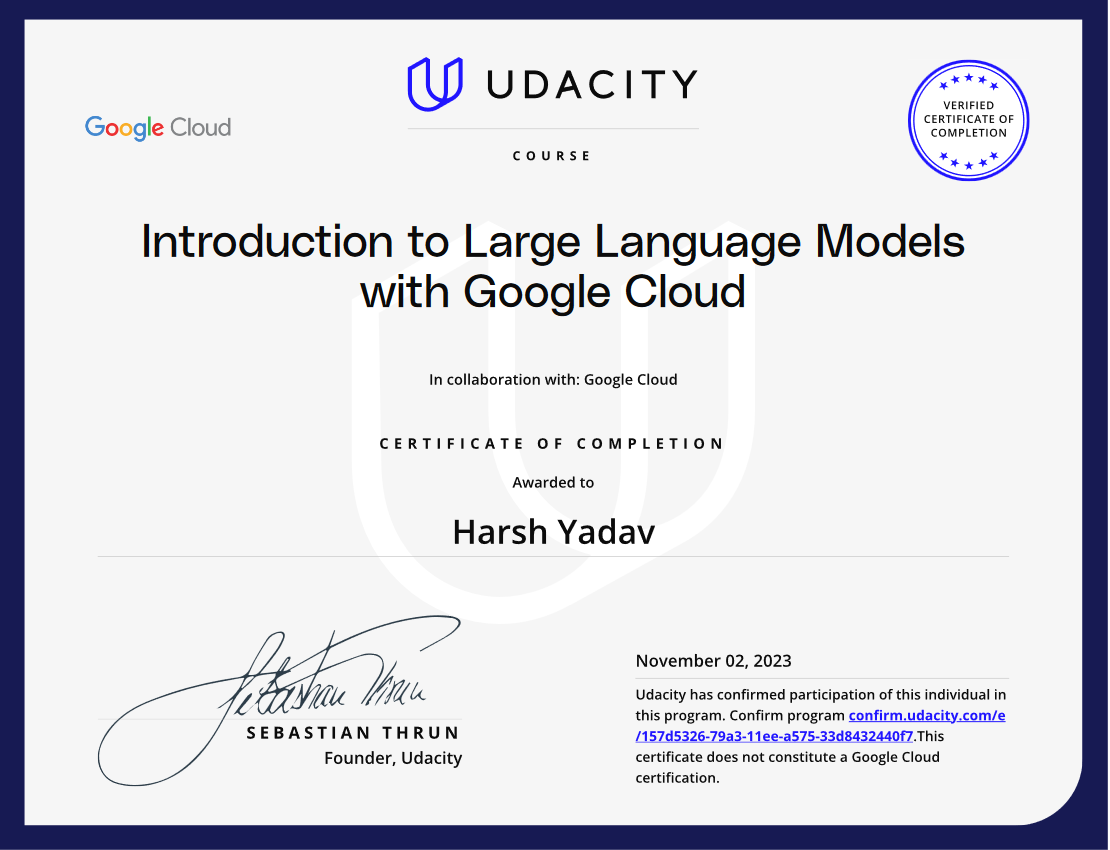 UDACITY
Google Cloud
VERIFIED
CERTIFICATE OF
COMPLETION
COURSE
Introduction to Large Language Models
with Google Cloud
In collaboration with: Google Cloud
CERTIFICATE OF COMPLETION
Awarded to
Harsh Yadav
Sebastian Thrun
SEBASTIAN THRUN
Founder, Udacity
November 02, 2023
Udacity has confirmed participation of this individual in
this program. Confirm program confirm.udacity.com/e
/157d5326-79a3-11ee-a575-33d8432440f7.This
certificate does not constitute a Google Cloud
certification.